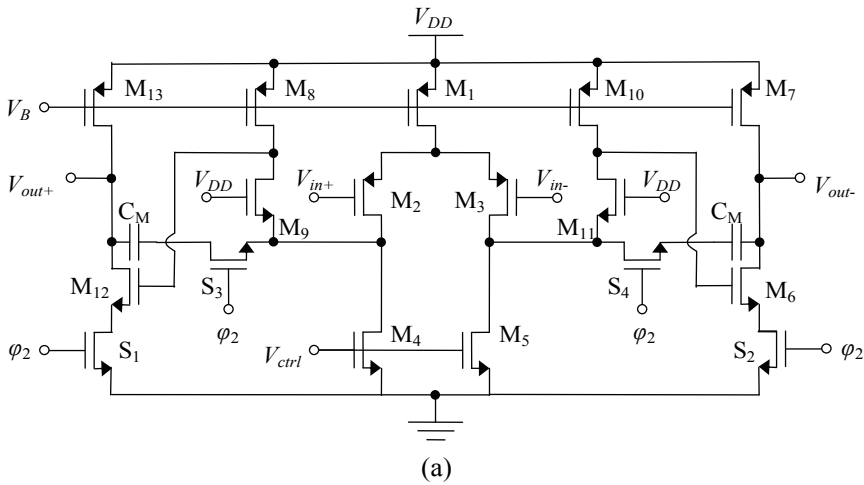 V_DD
M_13 M_8 M_1 M_10 M_7
V_B
V_out+ V_DD V_in+ V_in- V_DD V_out-
M_2 M_3
C_M M_9 M_11 C_M
M_12 S_3 S_4 M_6
φ_2 φ_2
φ_2 S_1 V_ctrl M_4 M_5 S_2 φ_2
(a)